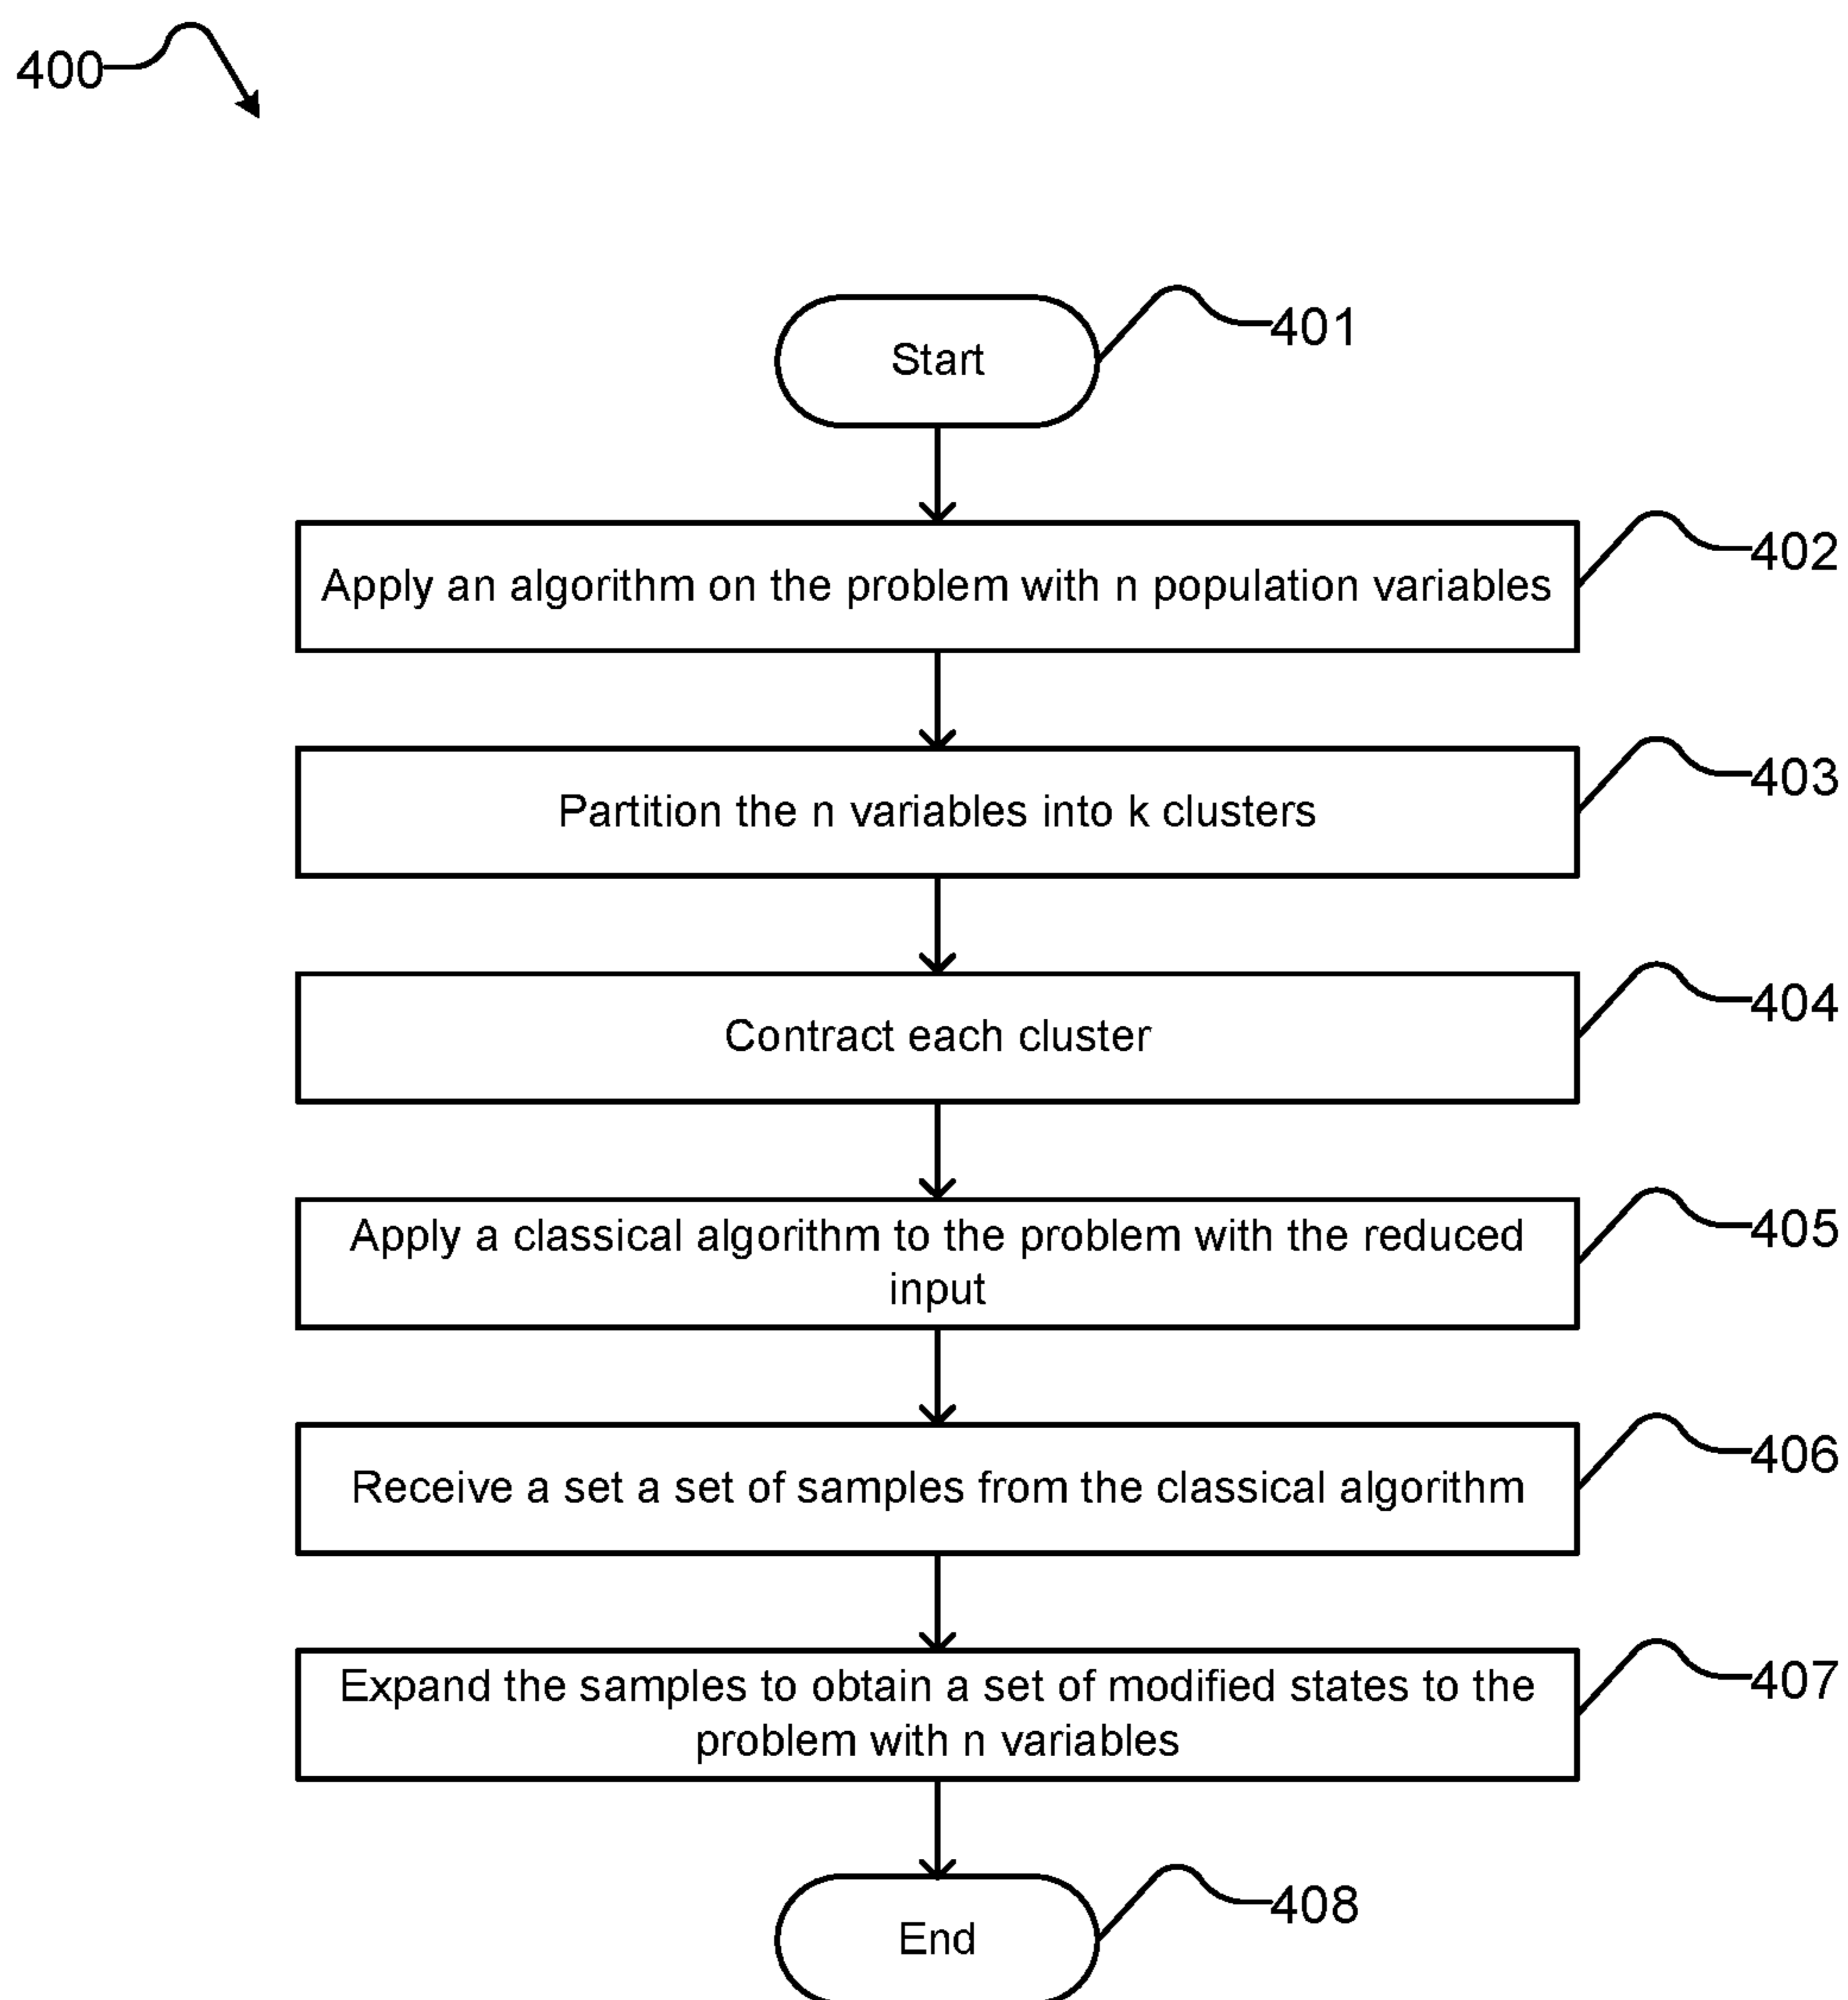 400
Start
401
Apply an algorithm on the problem with n population variables
402
Partition the n variables into k clusters
403
Contract each cluster
404
Apply a classical algorithm to the problem with the reduced
input
405
Receive a set a set of samples from the classical algorithm
406
Expand the samples to obtain a set of modified states to the
problem with n variables
407
End
408